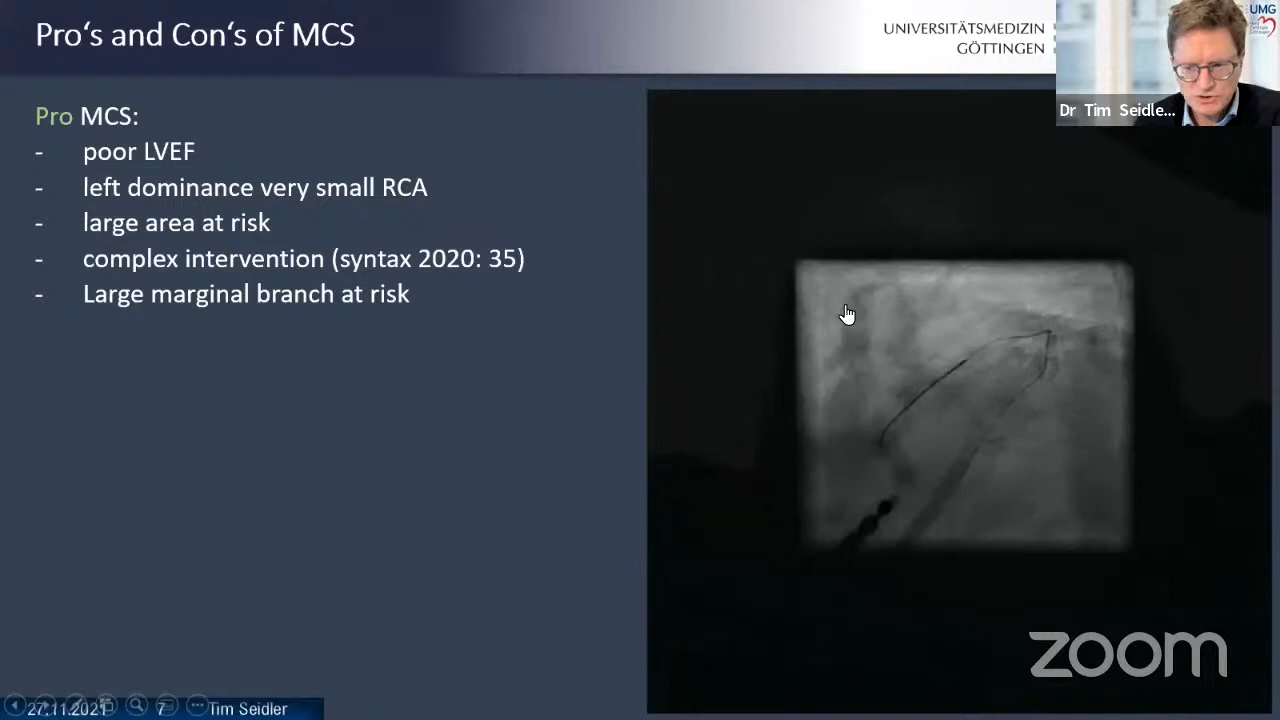 Pro's and Con's of MCS
UNIVERSITÄTSMEDIZIN
GÖTTINGEN
UMG
Dr Tim Seidle...
Pro MCS:
- poor LVEF
- left dominance very small RCA
- large area at risk
- complex intervention (syntax 2020: 35)
- Large marginal branch at risk
zoom
27.11.2021
7
Tim Seidler